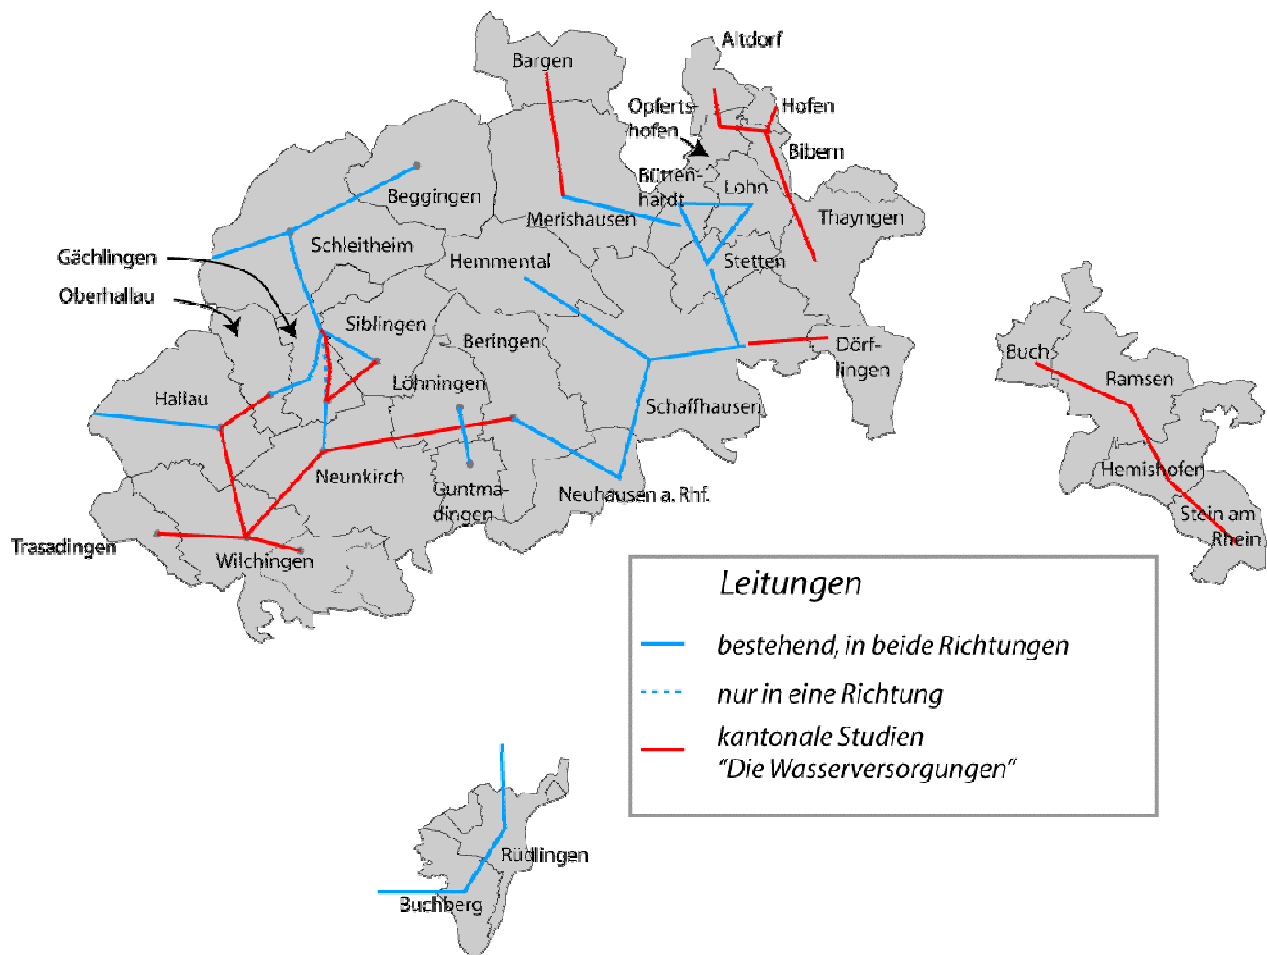 Altdorf
Bargen
Opferts-
hofen
Hofen
Bibern
Bütten-
hardt
Lohn
Beggingen
Merishausen
Thayngen
Schleitheim
Gächlingen
Hemmental
Stetten
Oberhallau
Siblingen
Beringen
Dörf-
lingen
Buch
Ramsen
Löhningen
Hallau
Schaffhausen
Neunkirch
Guntma-
dingen
Neuhausen a. Rhf.
Hemishofen
Stein am
Rhein
Trasadingen
Wilchingen
Leitungen
bestehend, in beide Richtungen
nur in eine Richtung
kantonale Studien
“Die Wasserversorgungen“
Rüdlingen
Buchberg